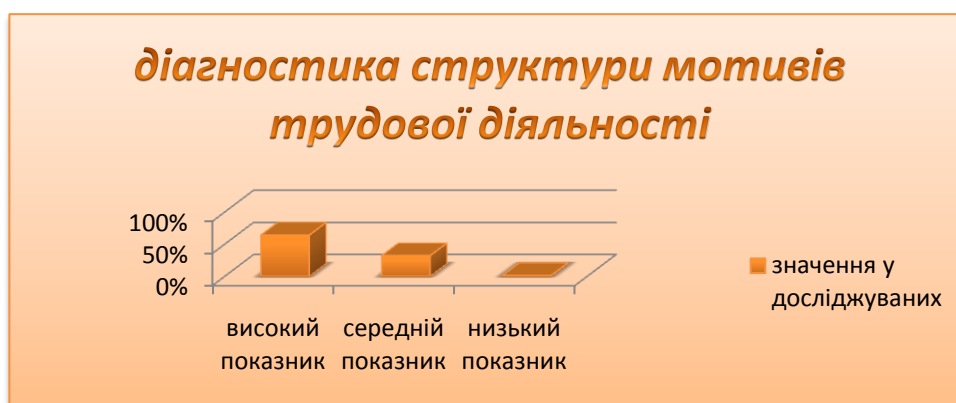 діагностика структури мотивів
трудової діяльності
100%
50%
0%
високий
показник
середній
показник
низький
показник
значення у
досліджуваних